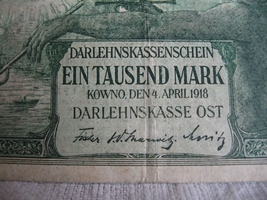 DARLEHNSKASSENSCHEIN
EIN TAUSEND MARK
KOWNO, DEN 4. APRIL 1918
DARLEHNSKASSE OST